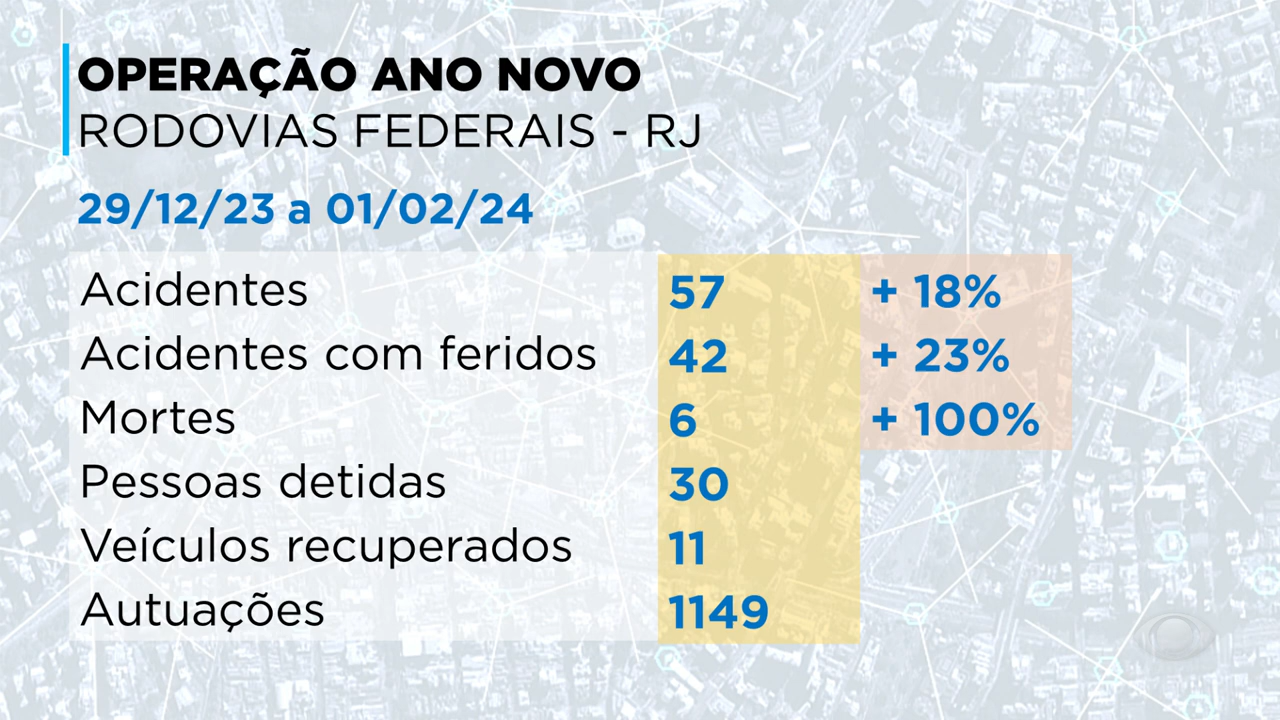 OPERAÇÃO ANO NOVO
RODOVIAS FEDERAIS - RJ
29/12/23 a 01/02/24
Acidentes 57 + 18%
Acidentes com feridos 42 + 23%
Mortes 6 + 100%
Pessoas detidas 30
Veículos recuperados 11
Autuações 1149